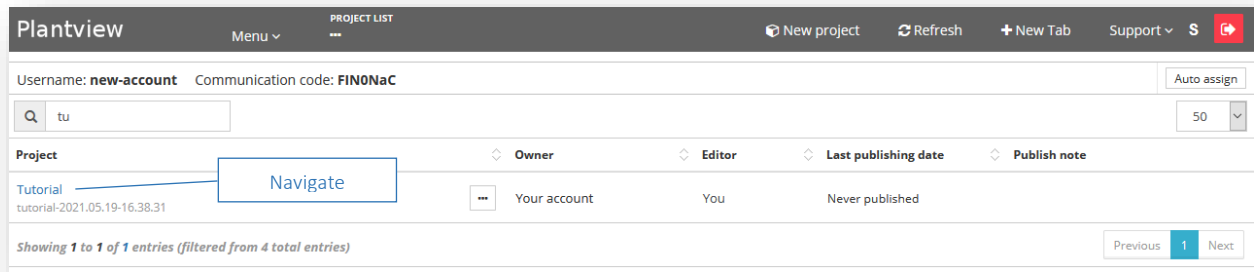 Plantview Menu PROJECT LIST New project Refresh New Tab Support S
Username: new-account Communication code: FIN0NaC Auto assign
tu 50
Project Owner Editor Last publishing date Publish note
Tutorial Navigate
tutorial-2021.05.19-16.38.31 ... Your account You Never published
Showing 1 to 1 of 1 entries (filtered from 4 total entries) Previous 1 Next